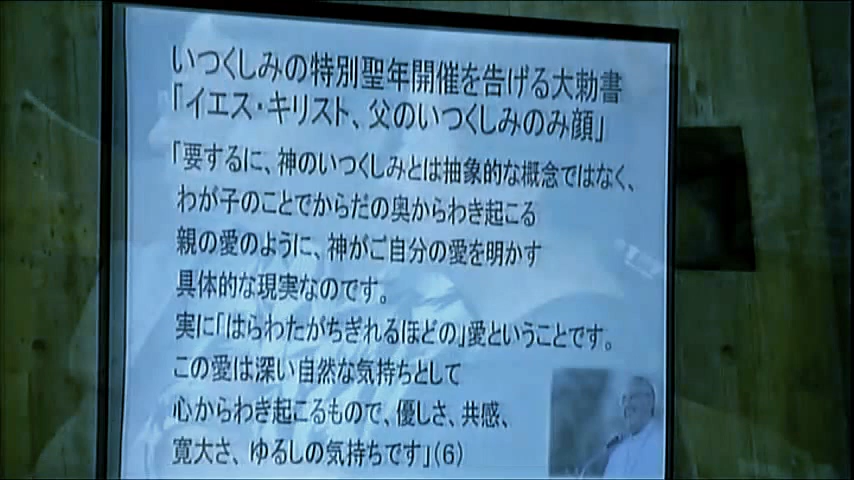 いつくしみの特別聖年開催を告げる大勅書
「イエス・キリスト、父のいつくしみのみ顔」
「要するに、神のいつくしみとは抽象的な概念ではなく、
わが子のことでからだの奥からわき起こる
親の愛のように、神がご自分の愛を明かす
具体的な現実なのです。
実に「はらわたがちぎれるほどの」愛ということです。
この愛は深い自然な気持ちとして
心からわき起こるもので、優しさ、共感、
寛大さ、ゆるしの気持ちです」(6)